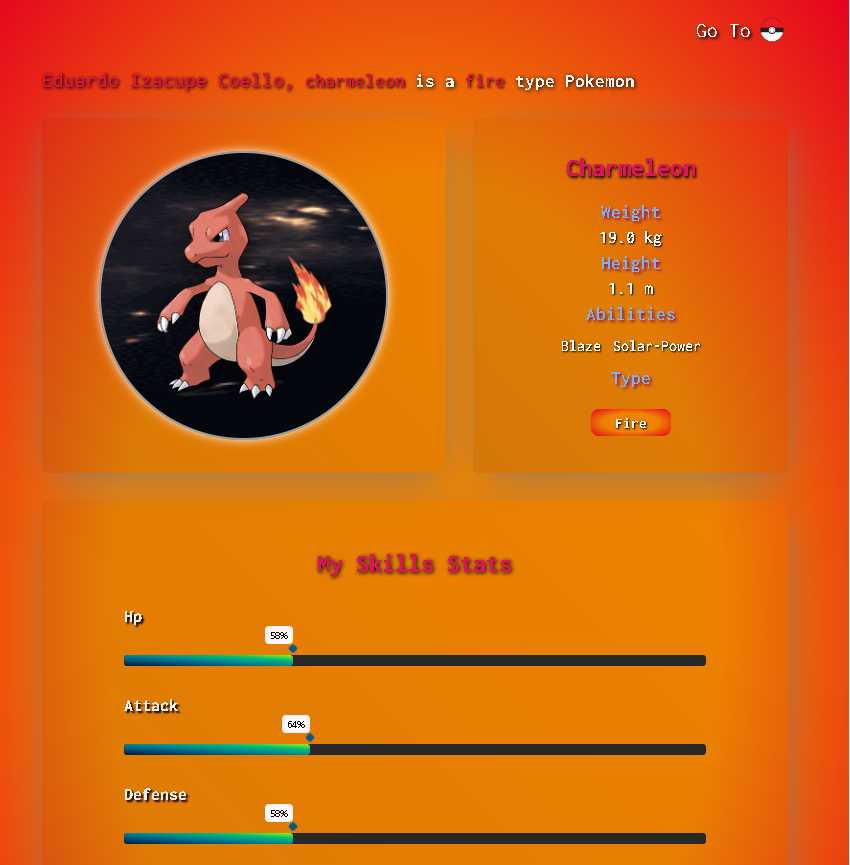 Go To
Eduardo Izacupe Coello, charmeleon is a fire type Pokemon
Charmeleon
Weight
19.0 kg
Height
1.1 m
Abilities
Blaze Solar-Power
Type
Fire
My Skills Stats
Hp
58%
Attack
64%
Defense
58%